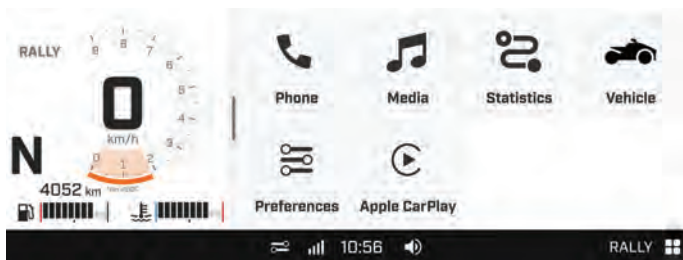 RALLY
9 8 7
6
5
4
3
0 1 2
0
km/h
N
4052 km
Phone
Media
Statistics
Vehicle
Preferences
Apple CarPlay
10:56
RALLY